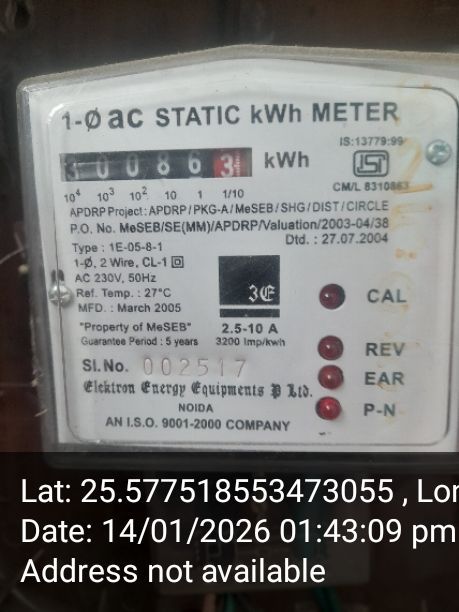 1-Ø ac STATIC kWh METER
IS:13779:99
3 0 0 8 6 3 kWh
ISI
CM/L 8310863
10⁴ 10³ 10² 10 1 1/10
APDRP Project: APDRP / PKG-A / MeSEB / SHG / DIST / CIRCLE
P.O. No. MeSEB/SE(MM)/APDRP/Valuation/2003-04/38
Dtd. : 27.07.2004
Type : 1E-05-8-1
1-Ø, 2 Wire, CL-1
AC 230V, 50Hz
Ref. Temp. : 27°C
MFD. : March 2005
3E
CAL
"Property of MeSEB"
2.5-10 A
Guarantee Period : 5 years
3200 Imp/kwh
REV
Sl.No. 002517
EAR
Elektron Energy Equipments P Ltd.
P-N
NOIDA
AN I.S.O. 9001-2000 COMPANY
Lat: 25.577518553473055 , Lon
Date: 14/01/2026 01:43:09 pm
Address not available